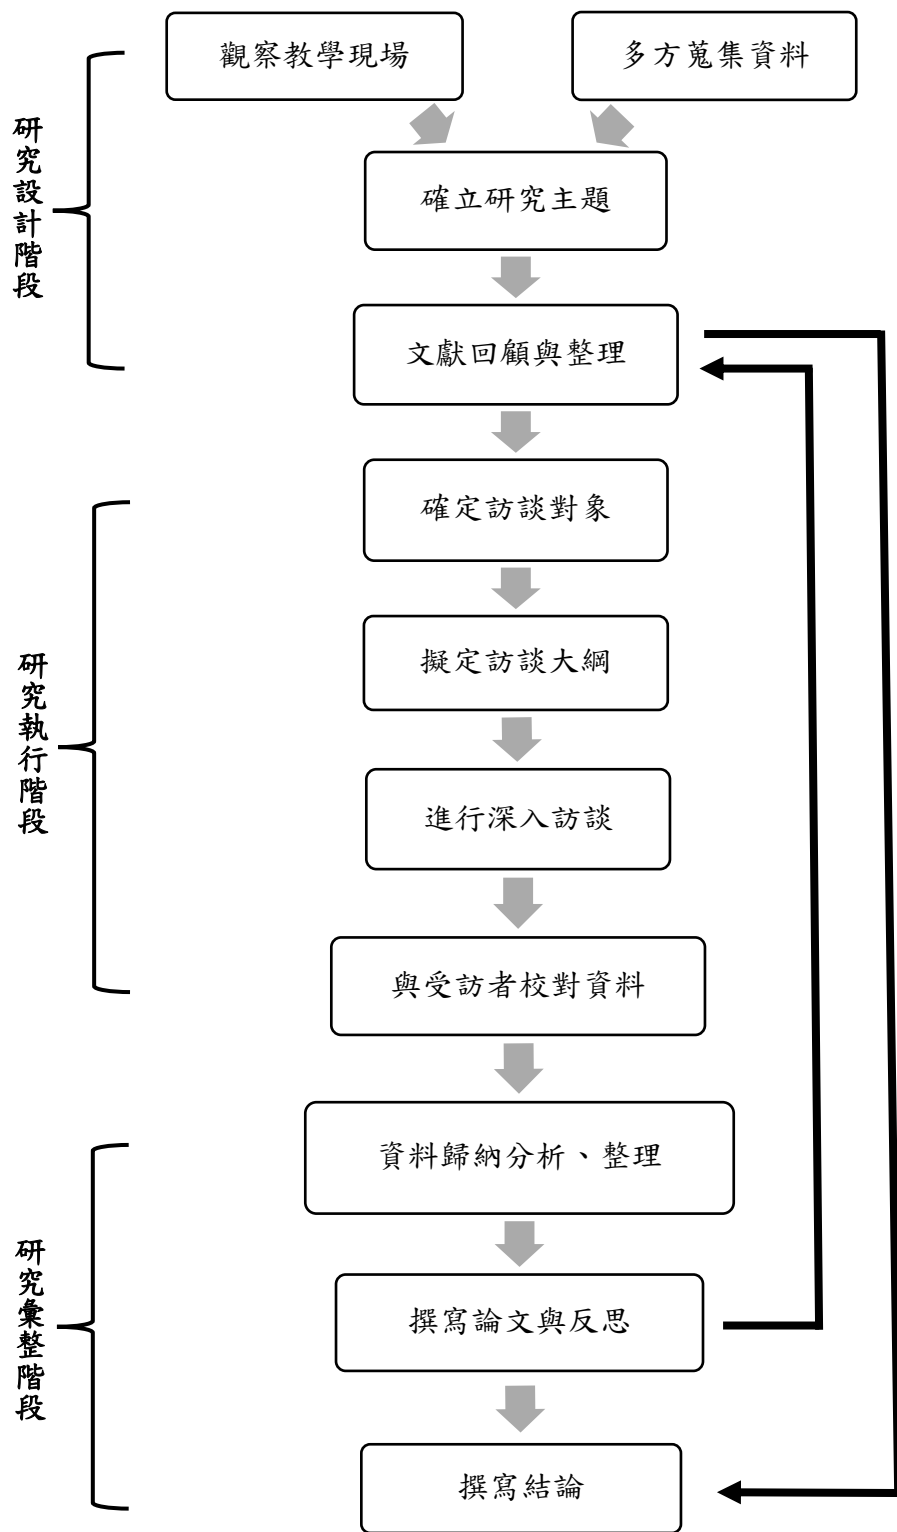 觀察教學現場
多方蒐集資料
研究設計階段
確立研究主題
文獻回顧與整理
確定訪談對象
擬定訪談大綱
研究執行階段
進行深入訪談
與受訪者校對資料
資料歸納分析、整理
研究彙整階段
撰寫論文與反思
撰寫結論